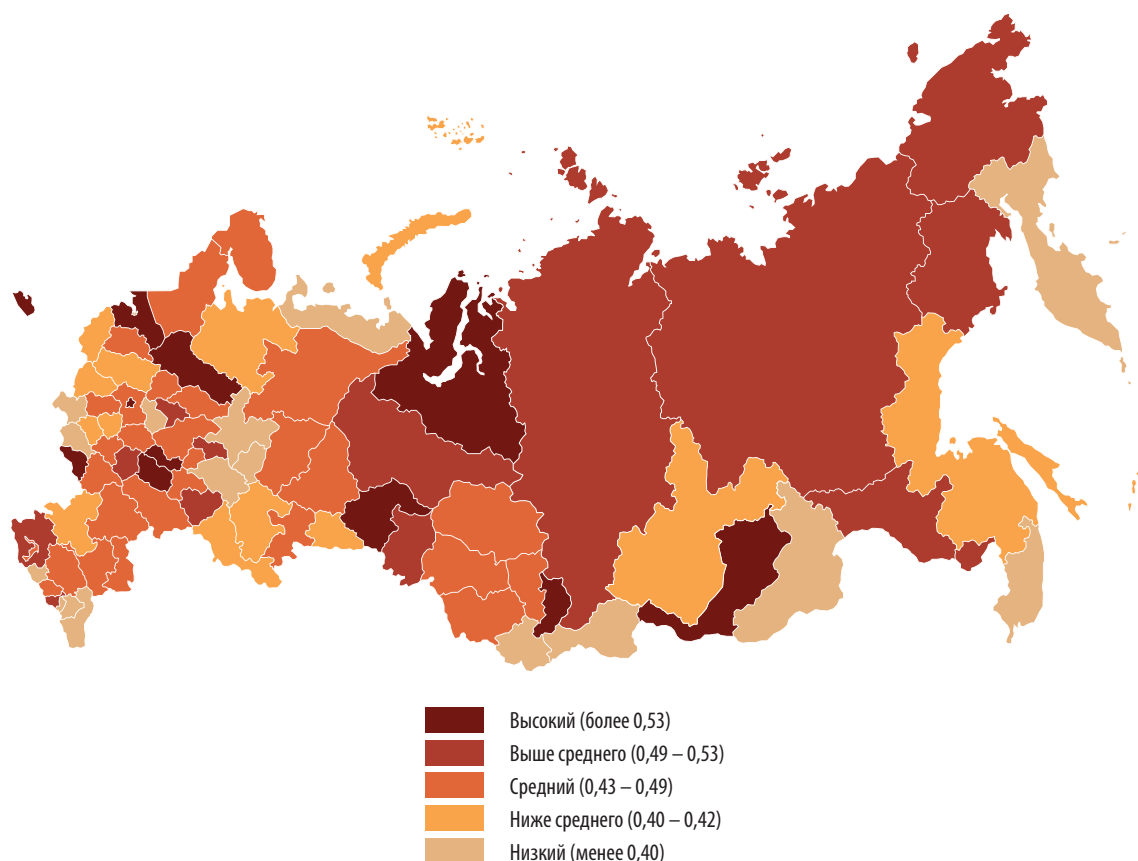 Высокий (более 0,53)
Выше среднего (0,49 – 0,53)
Средний (0,43 – 0,49)
Ниже среднего (0,40 – 0,42)
Низкий (менее 0,40)